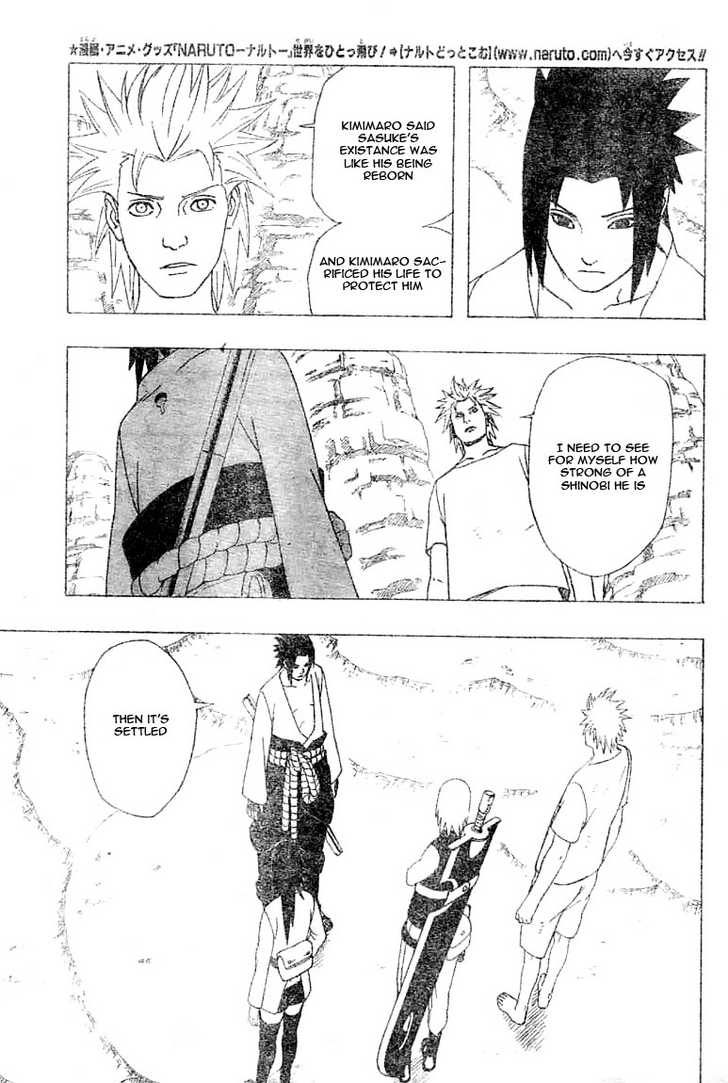 ★漫画・アニメ・グッズ「NARUTO－ナルト－」世界をひとっ飛び！⇒【ナルトどっとこむ】(www.naruto.com)へ今すぐアクセス!!
KIMIMARO SAID
SASUKE'S
EXISTANCE WAS
LIKE HIS BEING
REBORN
AND KIMIMARO SAC-
RIFICED HIS LIFE TO
PROTECT HIM
I NEED TO SEE
FOR MYSELF HOW
STRONG OF A
SHINOBI HE IS
THEN IT'S
SETTLED